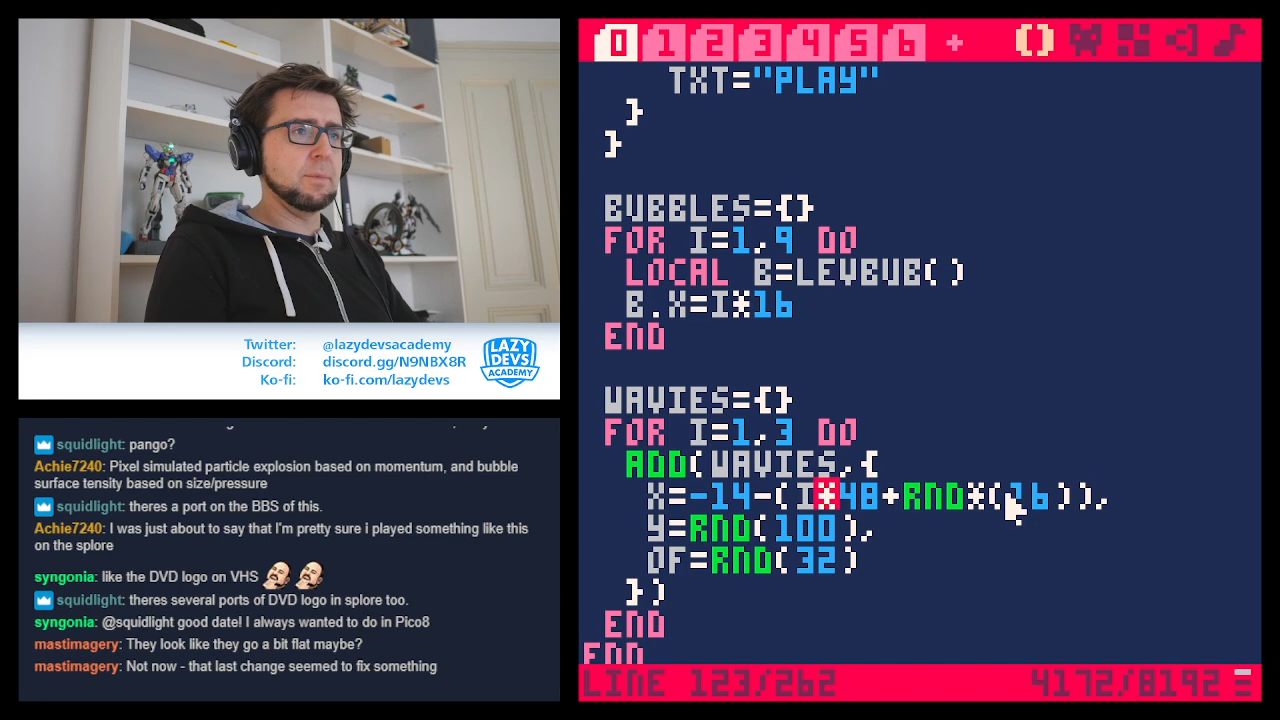 Twitter: @lazydevsacademy
Discord: discord.gg/N9NBX8R
Ko-fi: ko-fi.com/lazydevs
LAZY
DEVS
ACADEMY
squidlight: pango?
Achie7240: Pixel simulated particle explosion based on momentum, and bubble
surface tension based on size/pressure
squidlight: theres a port on the BBS of this.
Achie7240: I was just about to say that I'm pretty sure i played something like this
on the splore
syngonia: like the DVD logo on VHS
squidlight: theres several ports of DVD logo in splore too.
syngonia: @squidlight good date! I always wanted to do in Pico8
mastimagery: They look like they go a bit flat maybe?
mastimagery: Not now - that last change seemed to fix something
0 1 2 3 4 5 6 +
TXT="PLAY"
}
}
BUBBLES={}
FOR I=1,9 DO
LOCAL B=LEVBUB()
B.X=I*16
END
WAVIES={}
FOR I=1,3 DO
ADD(WAVIES,{
X=-14-(I*48+RND*(16)),
Y=RND(100),
OF=RND(32)
})
END
END
LINE 123/262
4172/8192